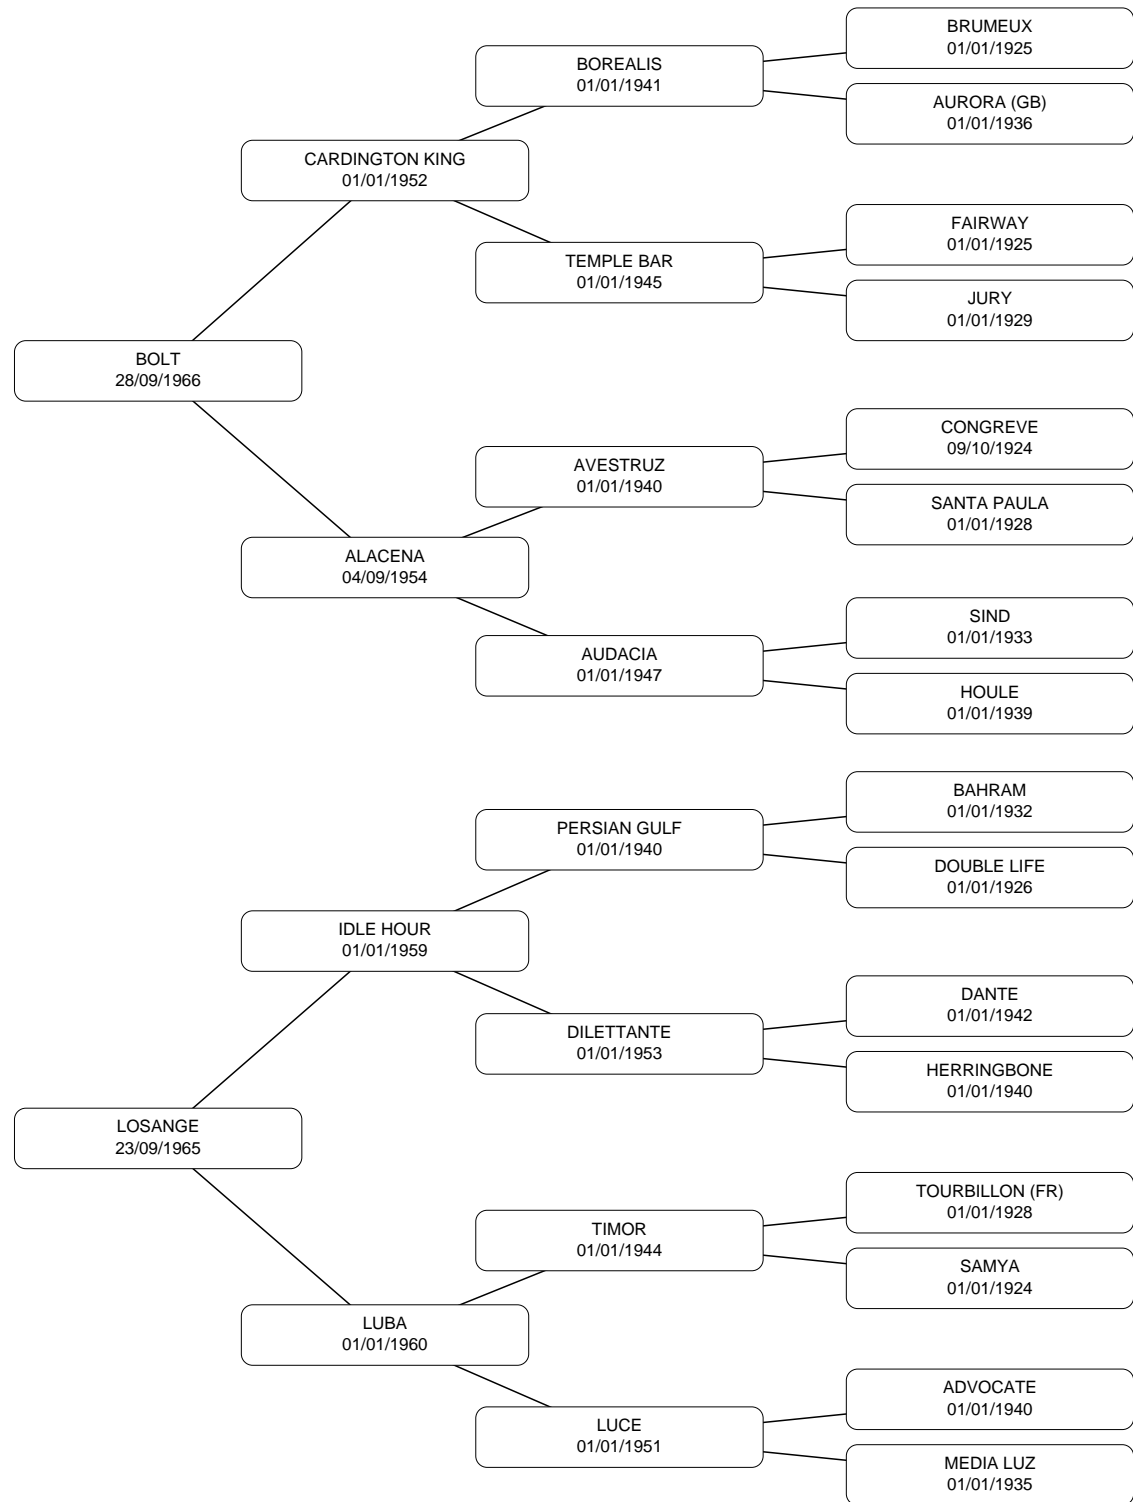 BRUMEUX
01/01/1925
BOREALIS
01/01/1941
AURORA (GB)
01/01/1936
CARDINGTON KING
01/01/1952
FAIRWAY
01/01/1925
TEMPLE BAR
01/01/1945
JURY
01/01/1929
BOLT
28/09/1966
CONGREVE
09/10/1924
AVESTRUZ
01/01/1940
SANTA PAULA
01/01/1928
ALACENA
04/09/1954
SIND
01/01/1933
AUDACIA
01/01/1947
HOULE
01/01/1939
BAHRAM
01/01/1932
PERSIAN GULF
01/01/1940
DOUBLE LIFE
01/01/1926
IDLE HOUR
01/01/1959
DANTE
01/01/1942
DILETTANTE
01/01/1953
HERRINGBONE
01/01/1940
LOSANGE
23/09/1965
TOURBILLON (FR)
01/01/1928
TIMOR
01/01/1944
SAMYA
01/01/1924
LUBA
01/01/1960
ADVOCATE
01/01/1940
LUCE
01/01/1951
MEDIA LUZ
01/01/1935